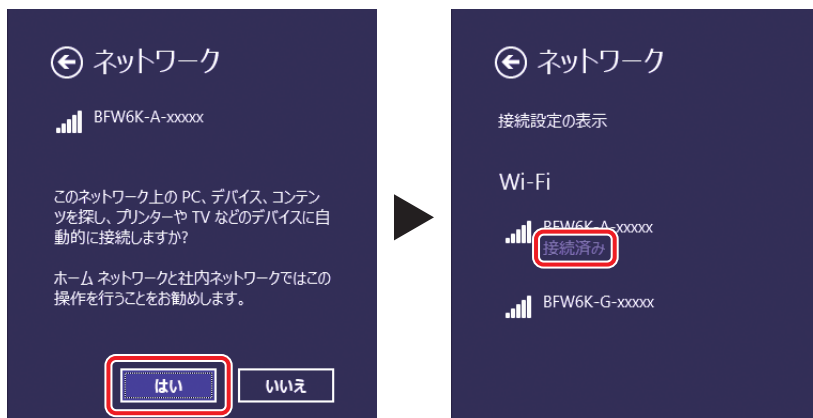 ネットワーク
BFW6K-A-xxxxx
このネットワーク上の PC、デバイス、コンテン
ツを探し、プリンターや TV などのデバイスに自
動的に接続しますか?
ホーム ネットワークと社内ネットワークではこの
操作を行うことをお勧めします。
はい
いいえ
ネットワーク
接続設定の表示
Wi-Fi
BFW6K-A-xxxxx
接続済み
BFW6K-G-xxxxx